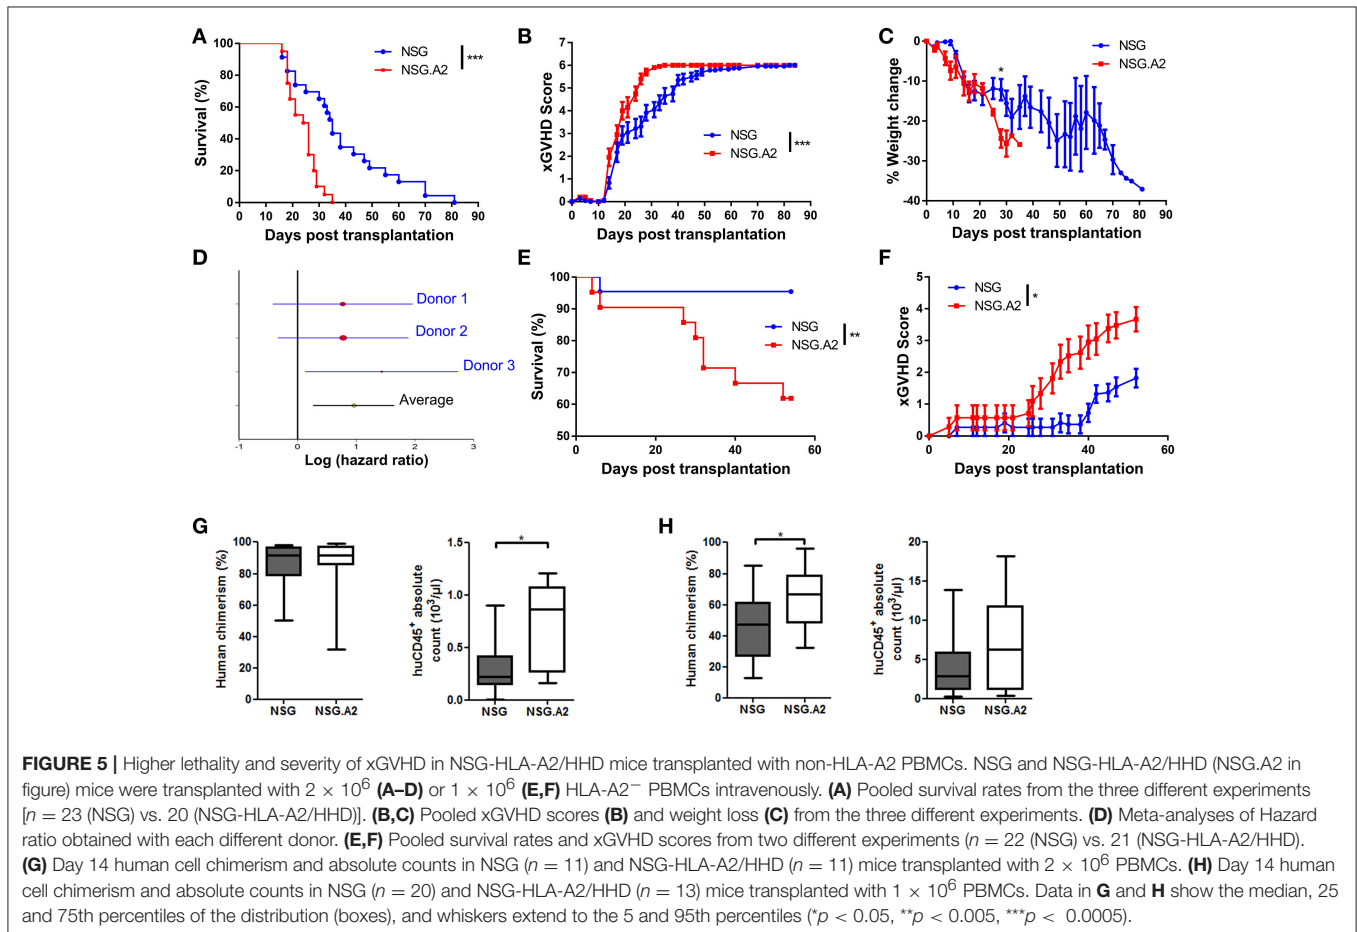 A
Survival (%)
100
80
60
40
20
0
0 10 20 30 40 50 60 70 80 90
Days post transplantation
NSG
NSG.A2
***
B
xGVHD Score
7
6
5
4
3
2
1
0
0 10 20 30 40 50 60 70 80 90
Days post transplantation
NSG
NSG.A2
***
C
% Weight change
0
-10
-20
-30
-40
0 10 20 30 40 50 60 70 80 90
Days post transplantation
NSG
NSG.A2
*
D
Donor 1
Donor 2
Donor 3
Average
-1 0 1 2 3
Log (hazard ratio)
E
Survival (%)
100
90
80
70
60
50
0 20 40 60
Days post transplantation
NSG
NSG.A2
**
F
xGVHD Score
5
4
3
2
1
0
0 20 40 60
Days post transplantation
NSG
NSG.A2
*
G
Human chimerism (%)
100
80
60
40
20
0
NSG NSG.A2
huCD45+ absolute
count (10³/µl)
1.5
1.0
0.5
0.0
NSG NSG.A2
*
H
Human chimerism (%)
100
80
60
40
20
0
NSG NSG.A2
*
huCD45+ absolute
count (10³/µl)
20
15
10
5
0
NSG NSG.A2
FIGURE 5 | Higher lethality and severity of xGVHD in NSG-HLA-A2/HHD mice transplanted with non-HLA-A2 PBMCs. NSG and NSG-HLA-A2/HHD (NSG.A2 in
figure) mice were transplanted with 2 × 10⁶ (A–D) or 1 × 10⁶ (E,F) HLA-A2⁻ PBMCs intravenously. (A) Pooled survival rates from the three different experiments
[n = 23 (NSG) vs. 20 (NSG-HLA-A2/HHD)]. (B,C) Pooled xGVHD scores (B) and weight loss (C) from the three different experiments. (D) Meta-analyses of Hazard
ratio obtained with each different donor. (E,F) Pooled survival rates and xGVHD scores from two different experiments (n = 22 (NSG) vs. 21 (NSG-HLA-A2/HHD).
(G) Day 14 human cell chimerism and absolute counts in NSG (n = 11) and NSG-HLA-A2/HHD (n = 11) mice transplanted with 2 × 10⁶ PBMCs. (H) Day 14 human
cell chimerism and absolute counts in NSG (n = 20) and NSG-HLA-A2/HHD (n = 13) mice transplanted with 1 × 10⁶ PBMCs. Data in G and H show the median, 25
and 75th percentiles of the distribution (boxes), and whiskers extend to the 5 and 95th percentiles (*p < 0.05, **p < 0.005, ***p < 0.0005).